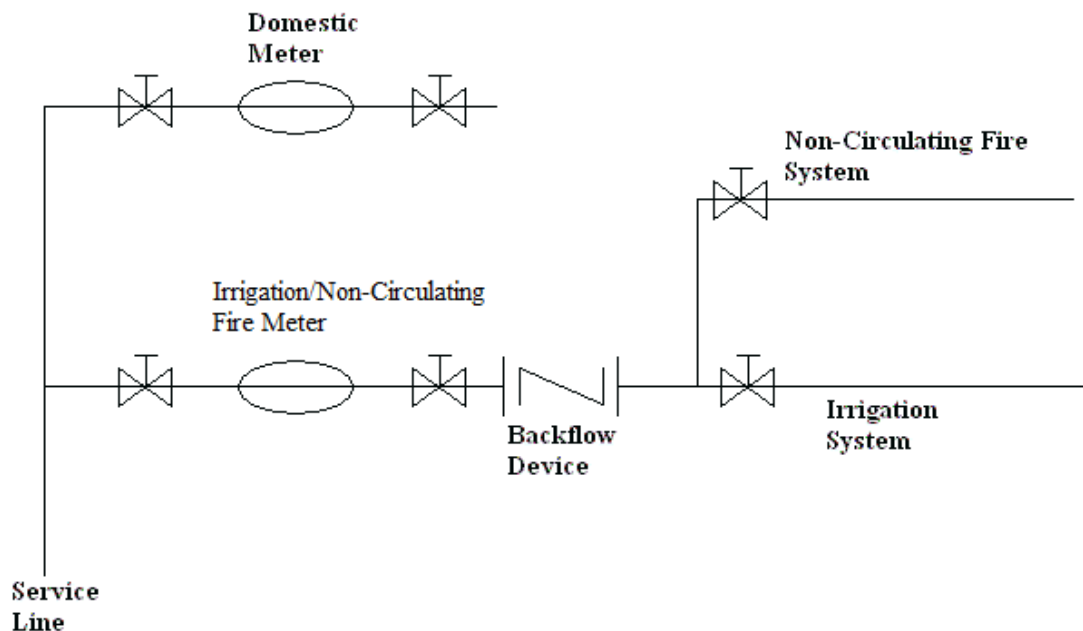 Domestic
Meter
Non-Circulating Fire
System
Irrigation/Non-Circulating
Fire Meter
Backflow
Device
Irrigation
System
Service
Line